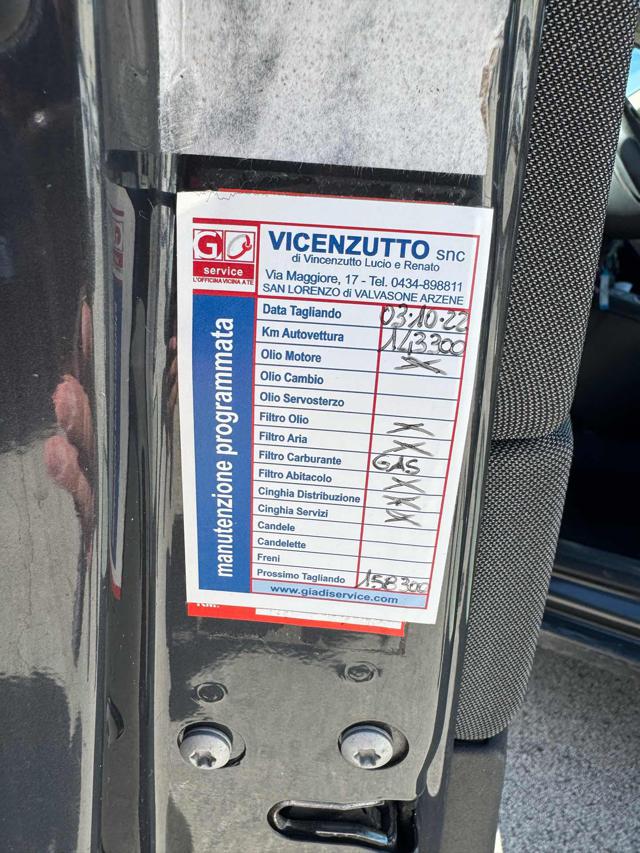 GD
service
L'OFFICINA VICINA A TE
VICENZUTTO snc
di Vincenzutto Lucio e Renato
Via Maggiore, 17 - Tel. 0434-898811
SAN LORENZO di VALVASONE ARZENE
manutenzione programmata
Data Tagliando 03.10.22
Km Autovettura 143300
Olio Motore X
Olio Cambio
Olio Servosterzo
Filtro Olio X
Filtro Aria X
Filtro Carburante GAS
Filtro Abitacolo X
Cinghia Distribuzione X
Cinghia Servizi X
Candele
Candelette
Freni
Prossimo Tagliando 158300
www.giadiservice.com
KM: